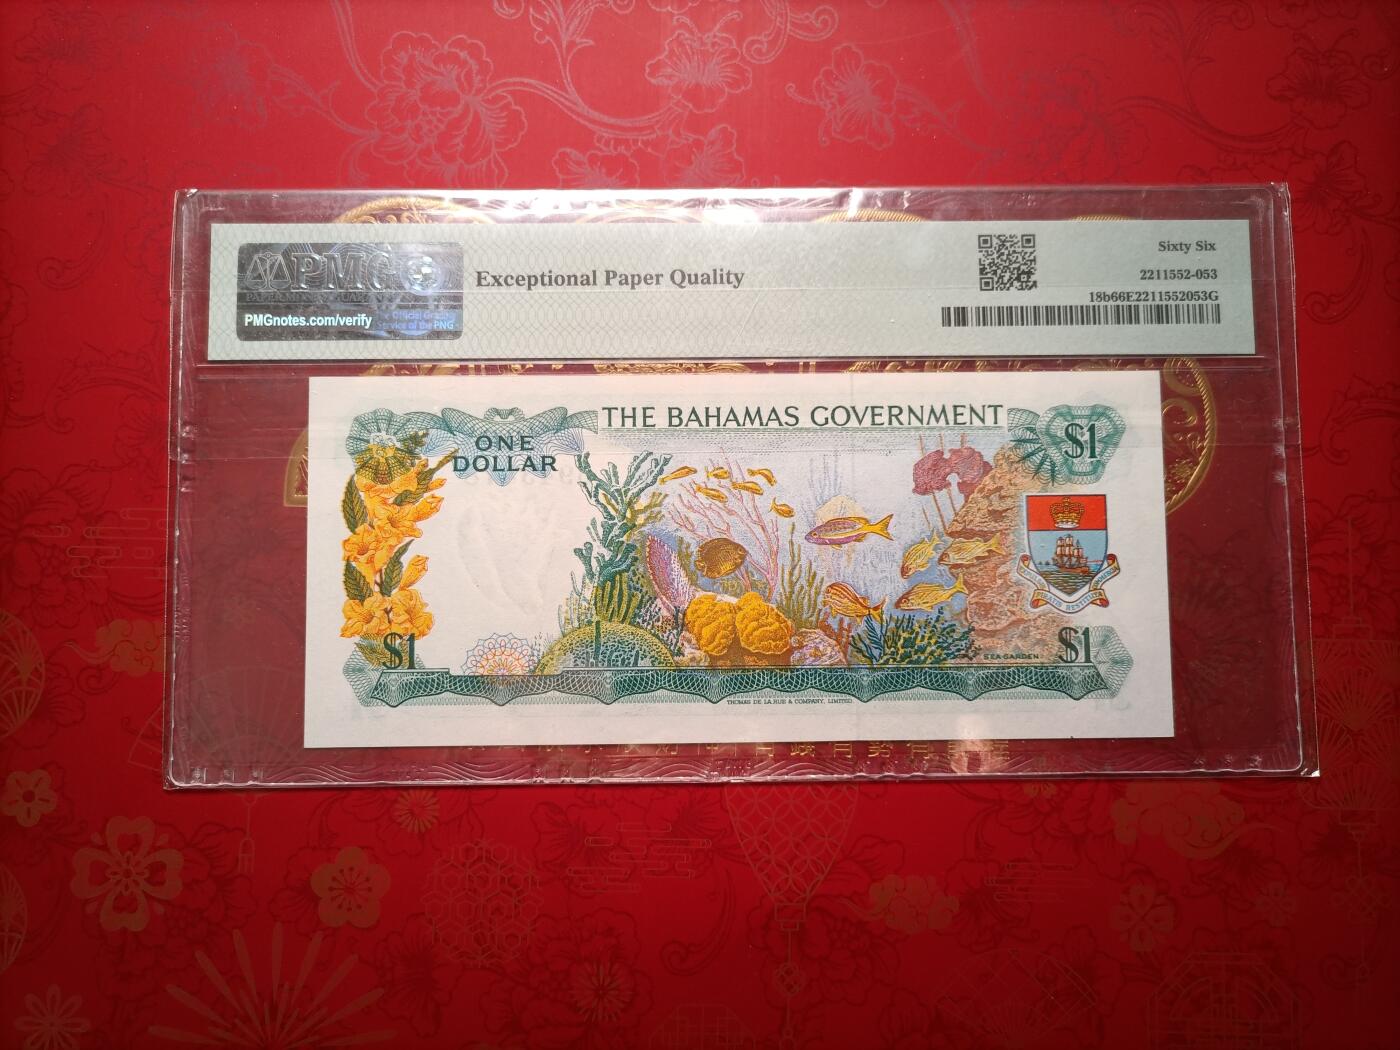 PMG
PMGnotes.com/verify
Exceptional Paper Quality
Sixty Six
2211552-053
18b66E2211552053G
THE BAHAMAS GOVERNMENT
ONE
DOLLAR
$1
$1
SEA GARDEN
$1
THOMAS DE LA RUE & COMPANY, LIMITED.